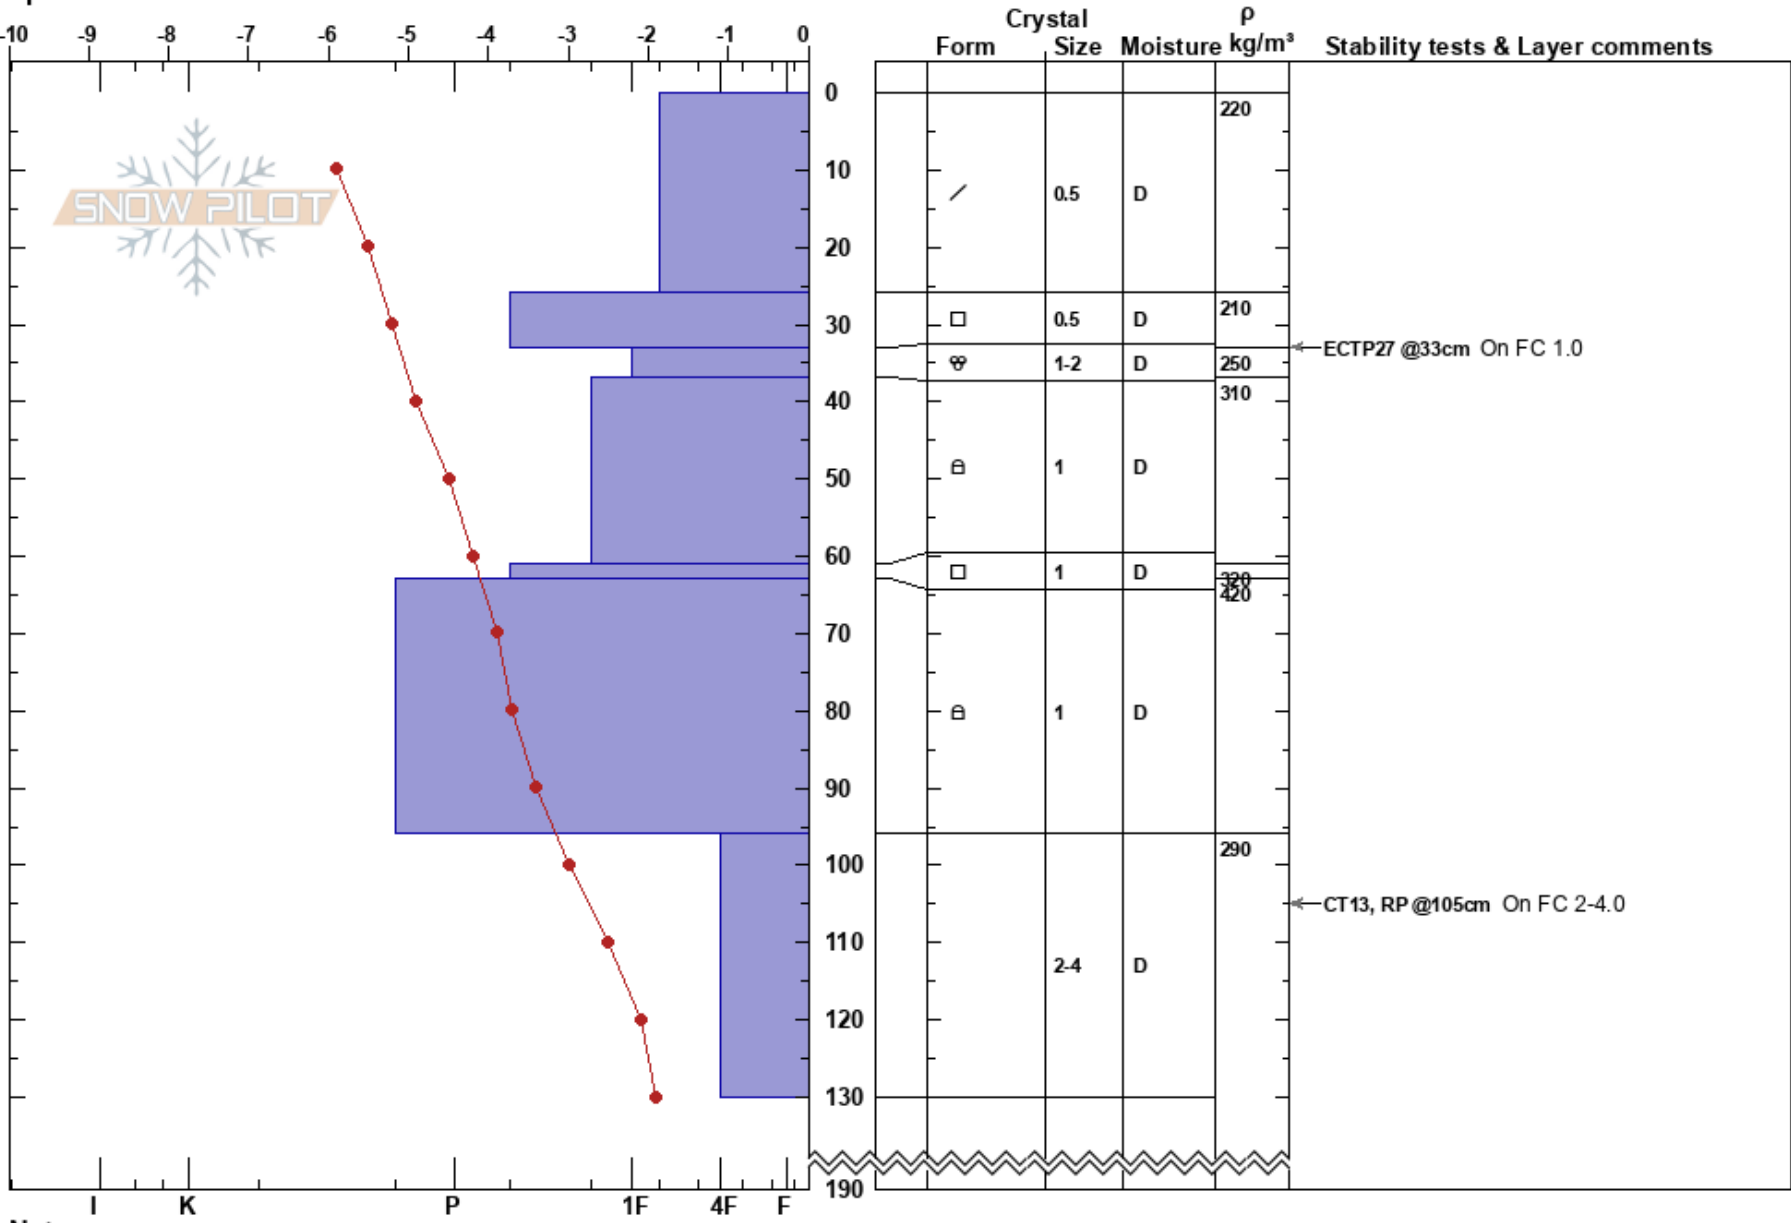 -10 -9 -8 -7 -6 -5 -4 -3 -2 -1 0
Crystal ρ
Form Size Moisture kg/m³ Stability tests & Layer comments
0
220
SNOW PILOT
10
0.5 D
20
210
30 0.5 D
ECTP27 @33cm On FC 1.0
1-2 D 250
310
40
1 D
50
60
1 D 320
420
70
80 1 D
90
290
100
CT13, RP @105cm On FC 2-4.0
110
2-4 D
120
130
190
I K P 1F 4F F